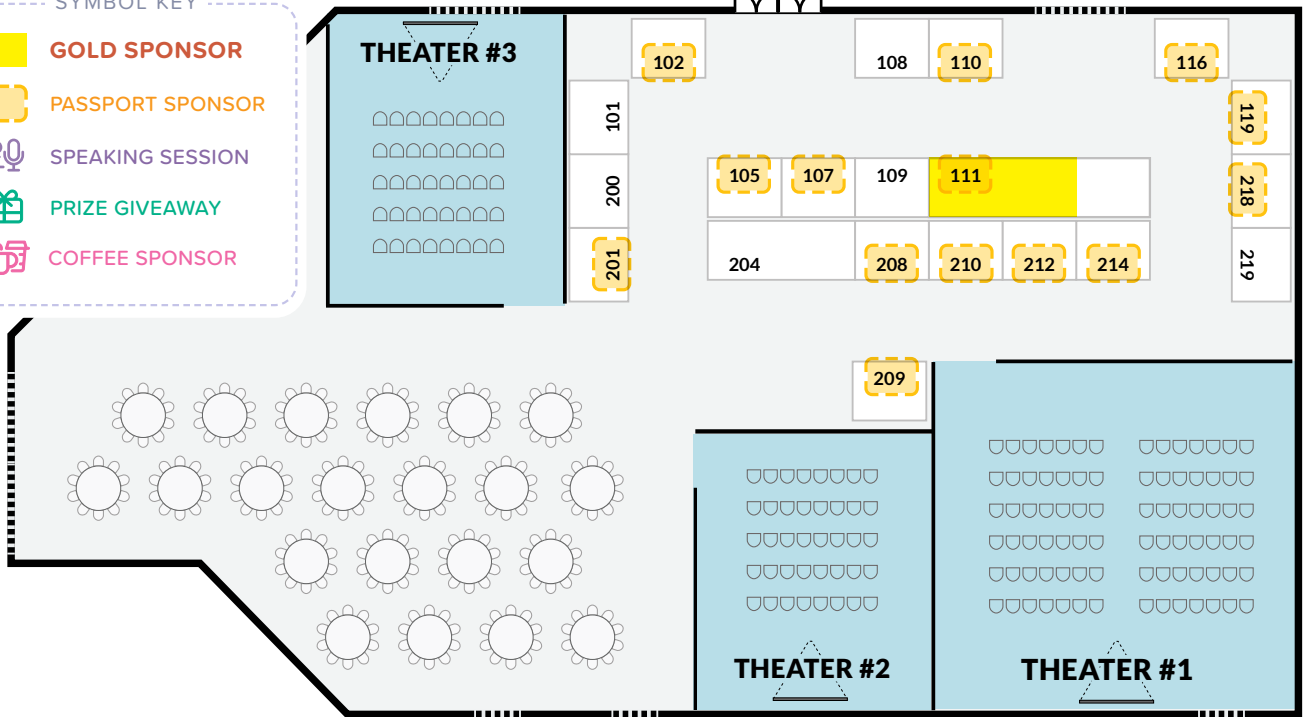 SYMBOL KEY
GOLD SPONSOR
PASSPORT SPONSOR
SPEAKING SESSION
PRIZE GIVEAWAY
COFFEE SPONSOR
THEATER #3
102
108
110
116
101
119
200
218
201
219
105
107
109
111
204
208
210
212
214
209
THEATER #2
THEATER #1